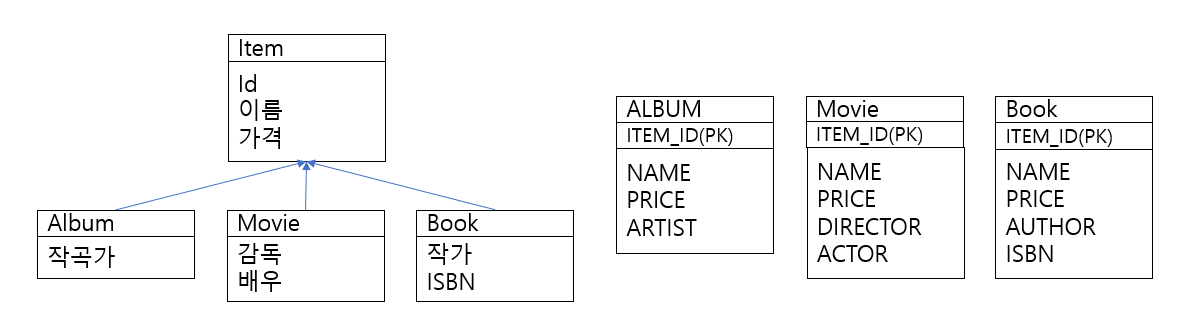 Item
Id
이름
가격
Album
작곡가
Movie
감독
배우
Book
작가
ISBN
ALBUM
ITEM_ID(PK)
NAME
PRICE
ARTIST
Movie
ITEM_ID(PK)
NAME
PRICE
DIRECTOR
ACTOR
Book
ITEM_ID(PK)
NAME
PRICE
AUTHOR
ISBN